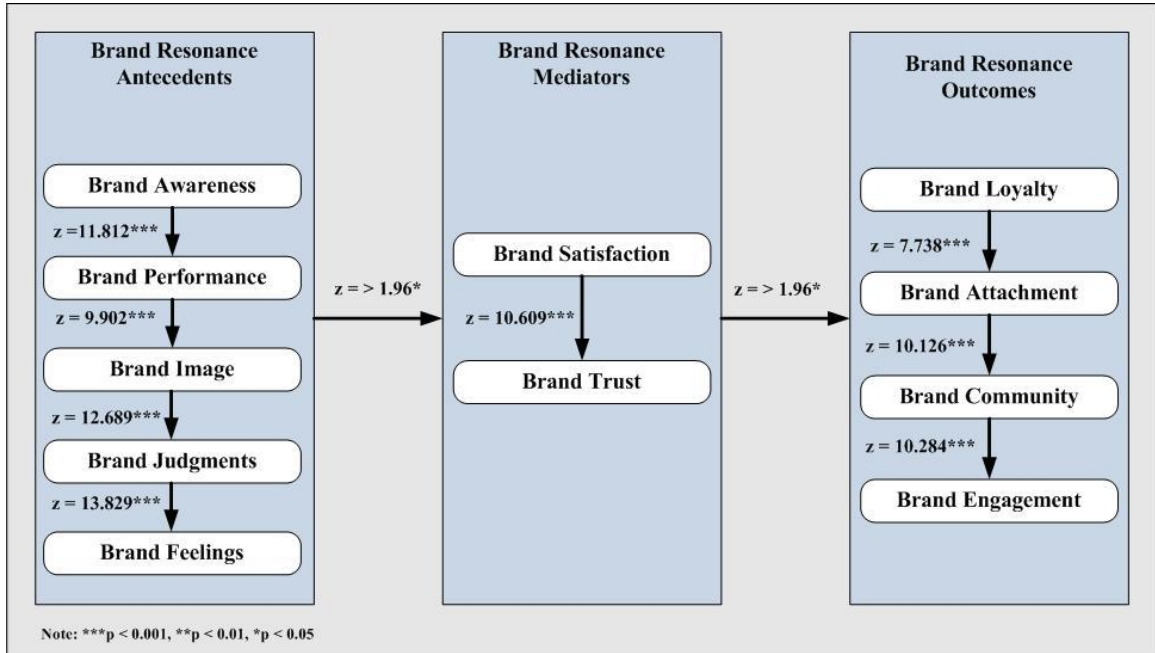 Brand Resonance
Antecedents
Brand Awareness
z =11.812***
Brand Performance
z = 9.902***
Brand Image
z = 12.689***
Brand Judgments
z = 13.829***
Brand Feelings
z = > 1.96*
Brand Resonance
Mediators
Brand Satisfaction
z = 10.609***
Brand Trust
z = > 1.96*
Brand Resonance
Outcomes
Brand Loyalty
z = 7.738***
Brand Attachment
z = 10.126***
Brand Community
z = 10.284***
Brand Engagement
Note: ***p < 0.001, **p < 0.01, *p < 0.05